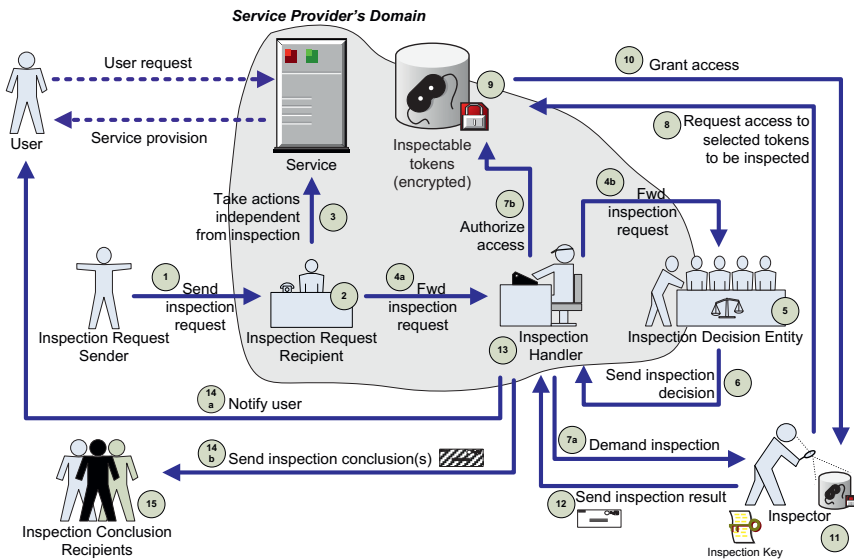 Service Provider's Domain
User request
Service provision
User
Service
9
Inspectable
tokens
(encrypted)
10
Grant access
8
Request access to
selected tokens
to be inspected
Take actions
independent
from inspection
3
7b
Authorize
access
4b
Fwd
inspection
request
1
Send
inspection
request
Inspection Request
Sender
2
Inspection Request
Recipient
4a
Fwd
inspection
request
13
Inspection
Handler
5
Inspection Decision Entity
Send inspection
decision
6
14
a
Notify user
14
b
Send inspection conclusion(s)
7a
Demand inspection
12
Send inspection result
15
Inspection Conclusion
Recipients
Inspector
11
Inspection Key